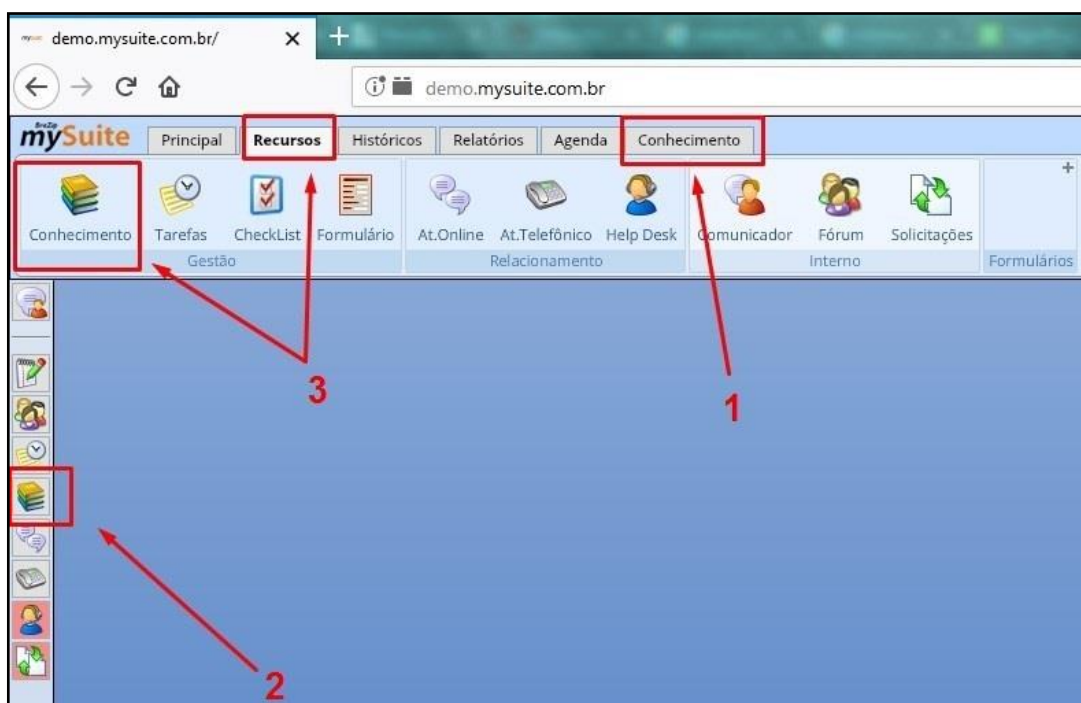 demo.mysuite.com.br/
demo.mysuite.com.br
BraZip
mySuite
Principal
Recursos
Históricos
Relatórios
Agenda
Conhecimento
Conhecimento
Tarefas
CheckList
Formulário
At.Online
At.Telefônico
Help Desk
Comunicador
Fórum
Solicitações
Gestão
Relacionamento
Interno
Formulários
3
1
2